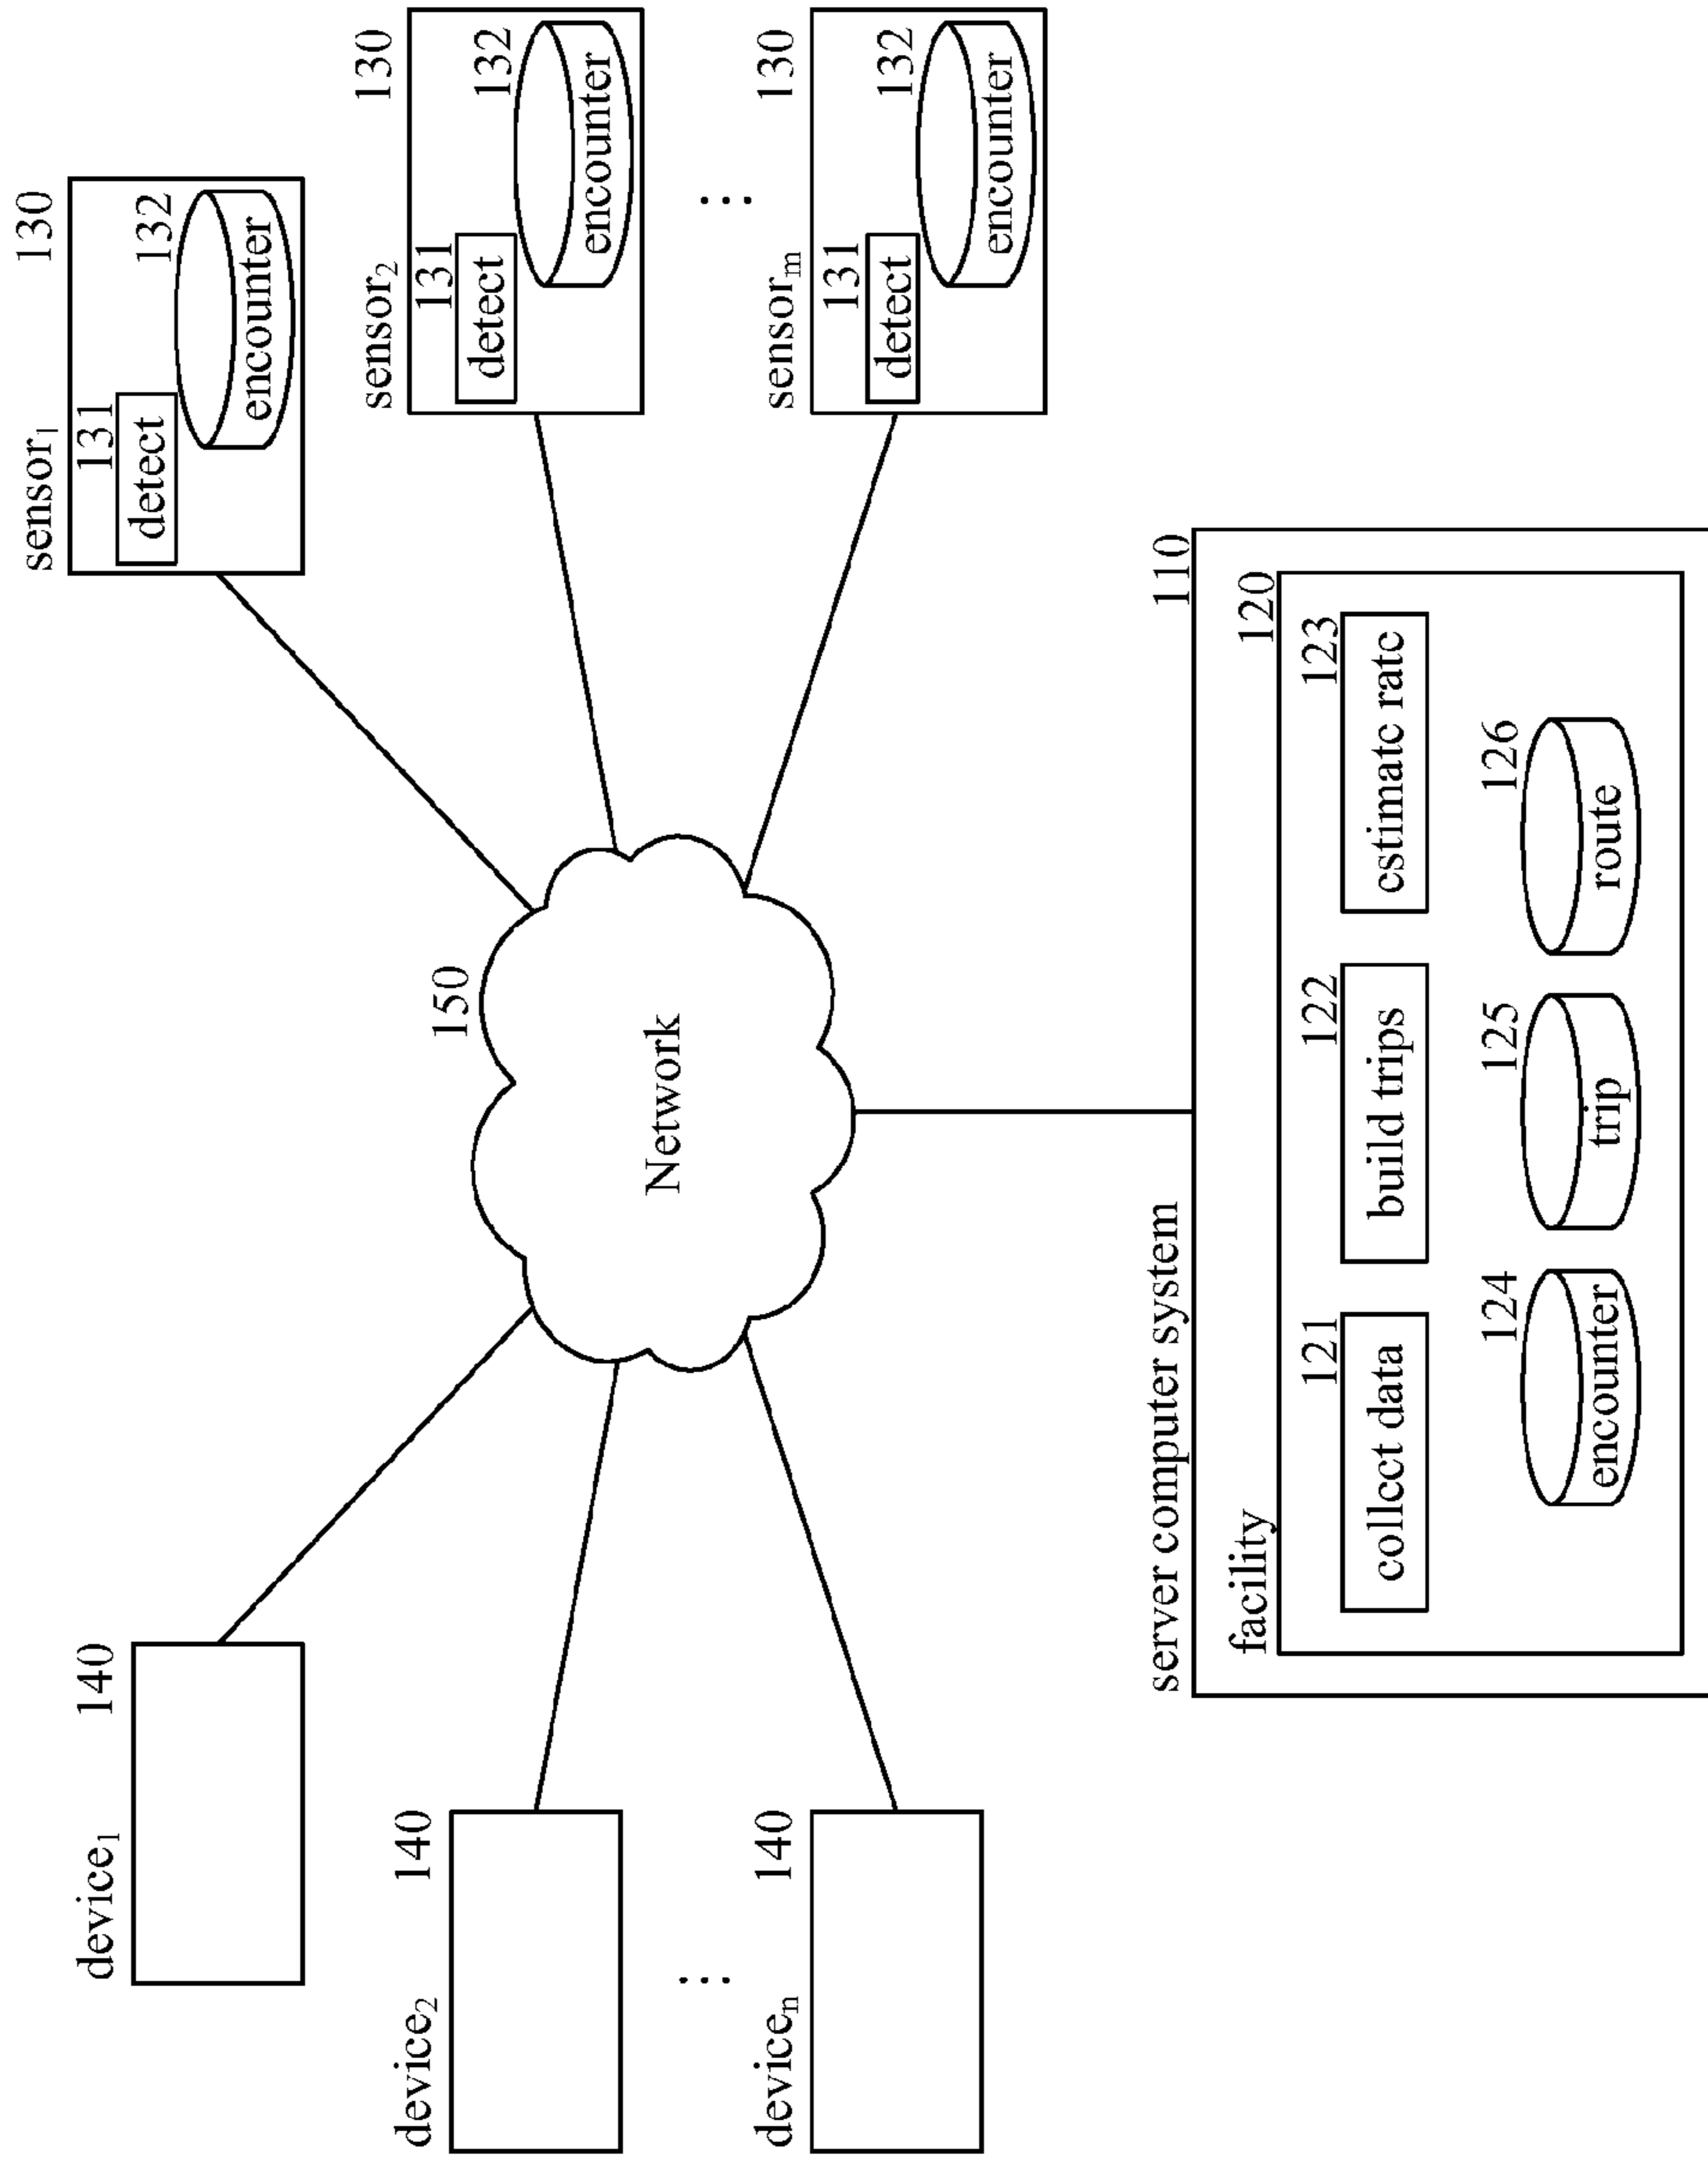 device1 140
device2 140
⋮
devicen 140
150
Network
sensor1 130
131
132
detect
encounter
sensor2 130
131
132
detect
encounter
⋮
sensorm 130
131
132
detect
encounter
server computer system 110
facility 120
121
122
123
collect data
build trips
estimate rate
124
125
126
encounter
trip
route